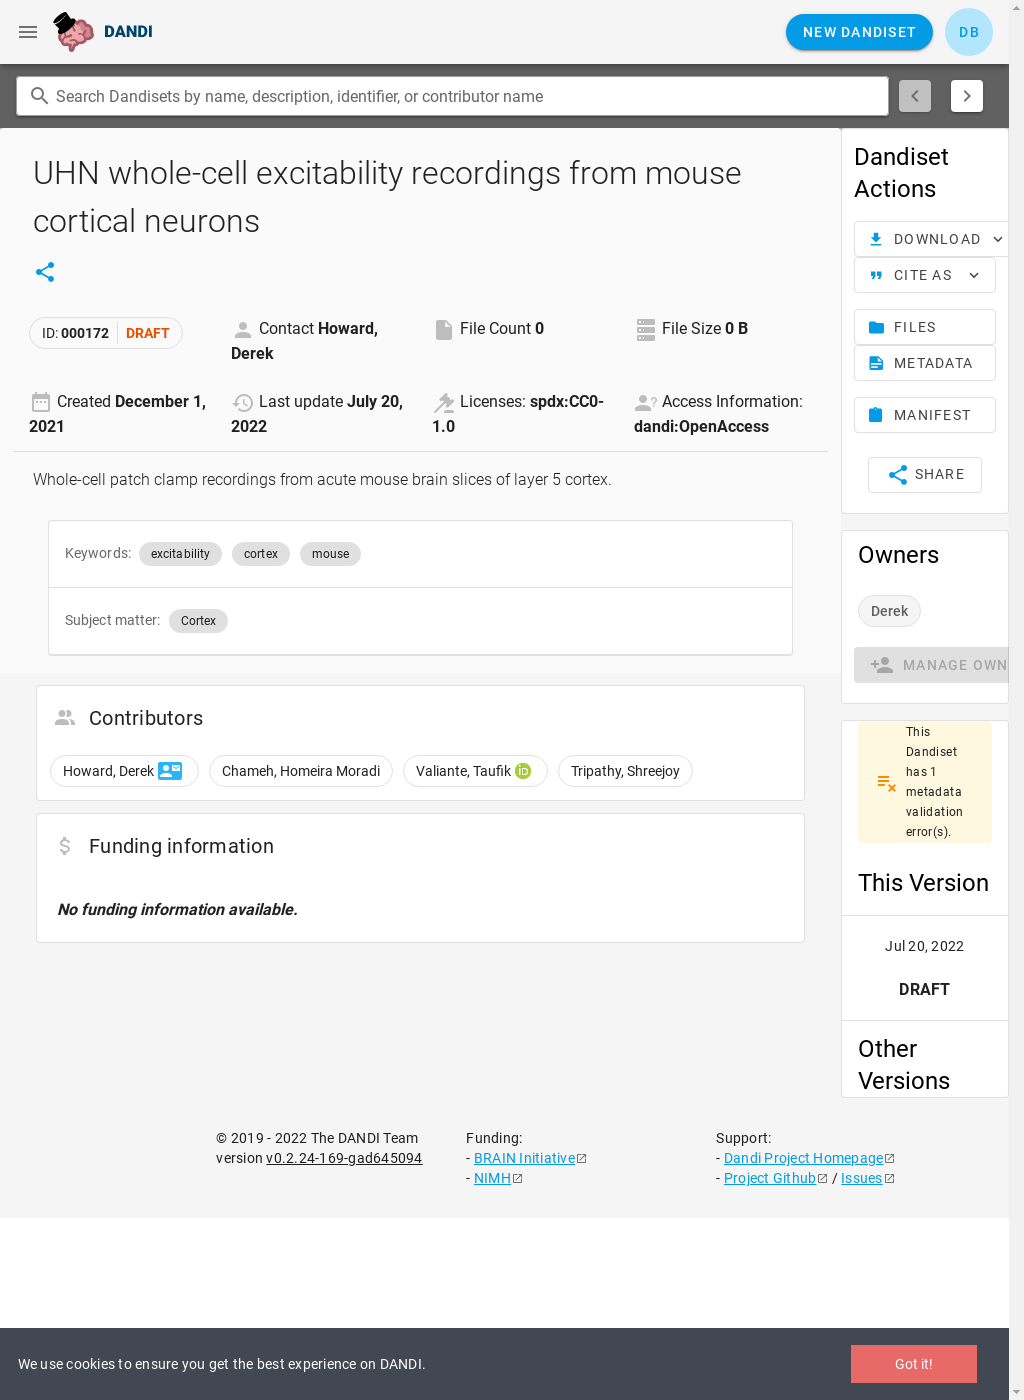 DANDI
NEW DANDISET
DB
Search Dandisets by name, description, identifier, or contributor name
UHN whole-cell excitability recordings from mouse
cortical neurons
ID: 000172 DRAFT
Contact Howard,
Derek
File Count 0
File Size 0 B
Created December 1,
2021
Last update July 20,
2022
Licenses: spdx:CC0-
1.0
Access Information:
dandi:OpenAccess
Whole-cell patch clamp recordings from acute mouse brain slices of layer 5 cortex.
Keywords: excitability cortex mouse
Subject matter: Cortex
Contributors
Howard, Derek
Chameh, Homeira Moradi
Valiante, Taufik iD
Tripathy, Shreejoy
Funding information
No funding information available.
Dandiset
Actions
DOWNLOAD
CITE AS
FILES
METADATA
MANIFEST
SHARE
Owners
Derek
MANAGE OWN
This
Dandiset
has 1
metadata
validation
error(s).
This Version
Jul 20, 2022
DRAFT
Other
Versions
© 2019 - 2022 The DANDI Team
version v0.2.24-169-gad645094
Funding:
- BRAIN Initiative
- NIMH
Support:
- Dandi Project Homepage
- Project Github / Issues
We use cookies to ensure you get the best experience on DANDI.
Got it!